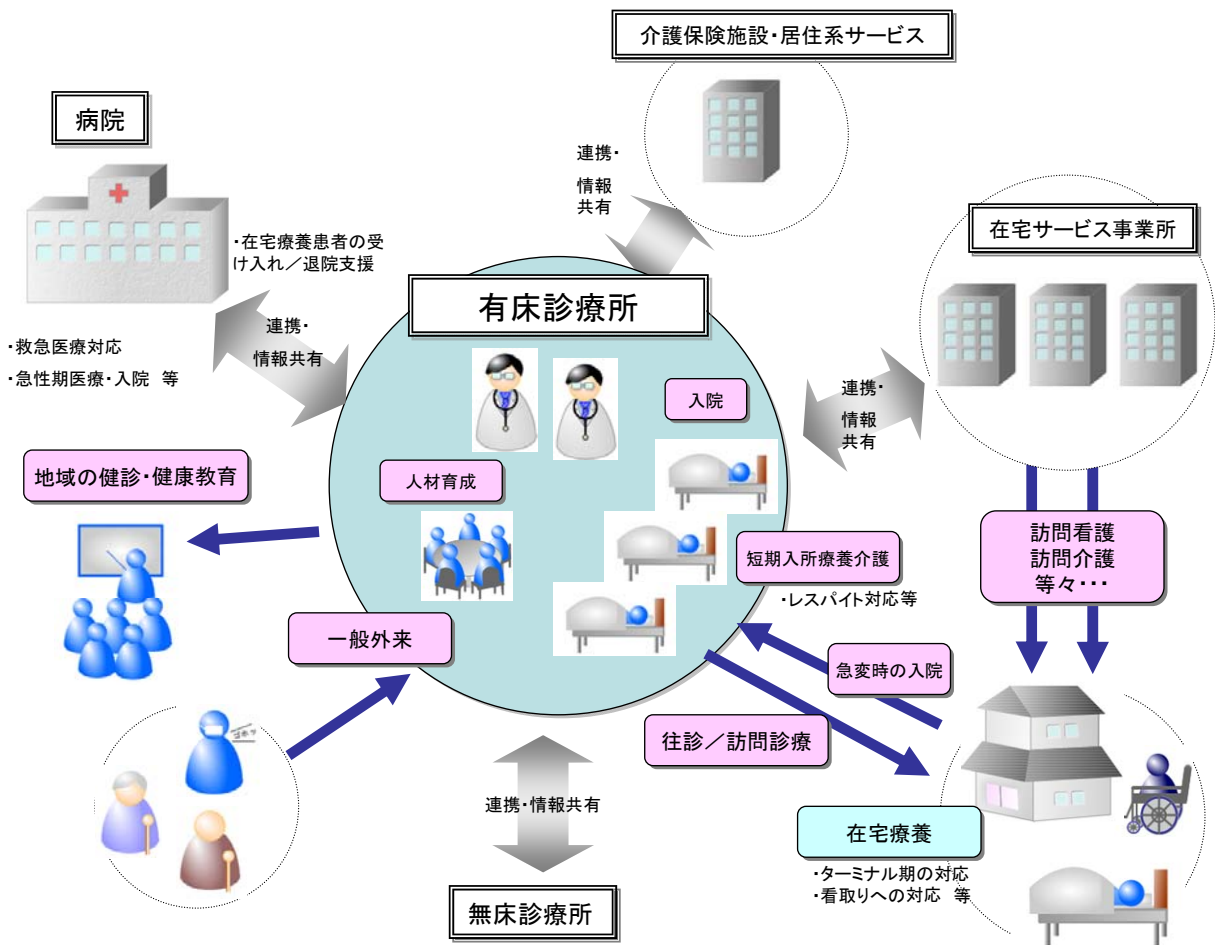 介護保険施設・居住系サービス
病院
連携・
情報
共有
・在宅療養患者の受
け入れ／退院支援
在宅サービス事業所
有床診療所
連携・
情報共有
・救急医療対応
・急性期医療・入院 等
入院
連携・
情報
共有
地域の健診・健康教育
人材育成
訪問看護
訪問介護
等々・・・
短期入所療養介護
・レスパイト対応等
一般外来
急変時の入院
往診／訪問診療
連携・情報共有
在宅療養
・ターミナル期の対応
・看取りへの対応 等
無床診療所